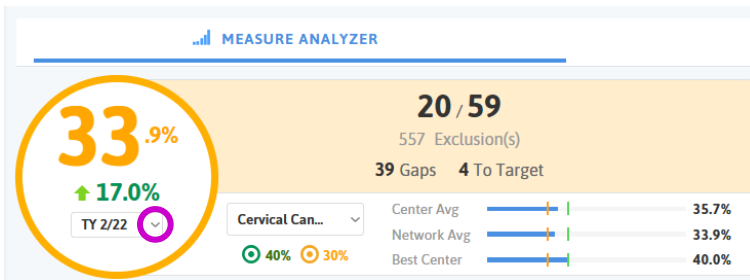 MEASURE ANALYZER
33.9%
17.0%
TY 2/22
20 / 59
557 Exclusion(s)
39 Gaps 4 To Target
Cervical Can...
40% 30%
Center Avg 35.7%
Network Avg 33.9%
Best Center 40.0%